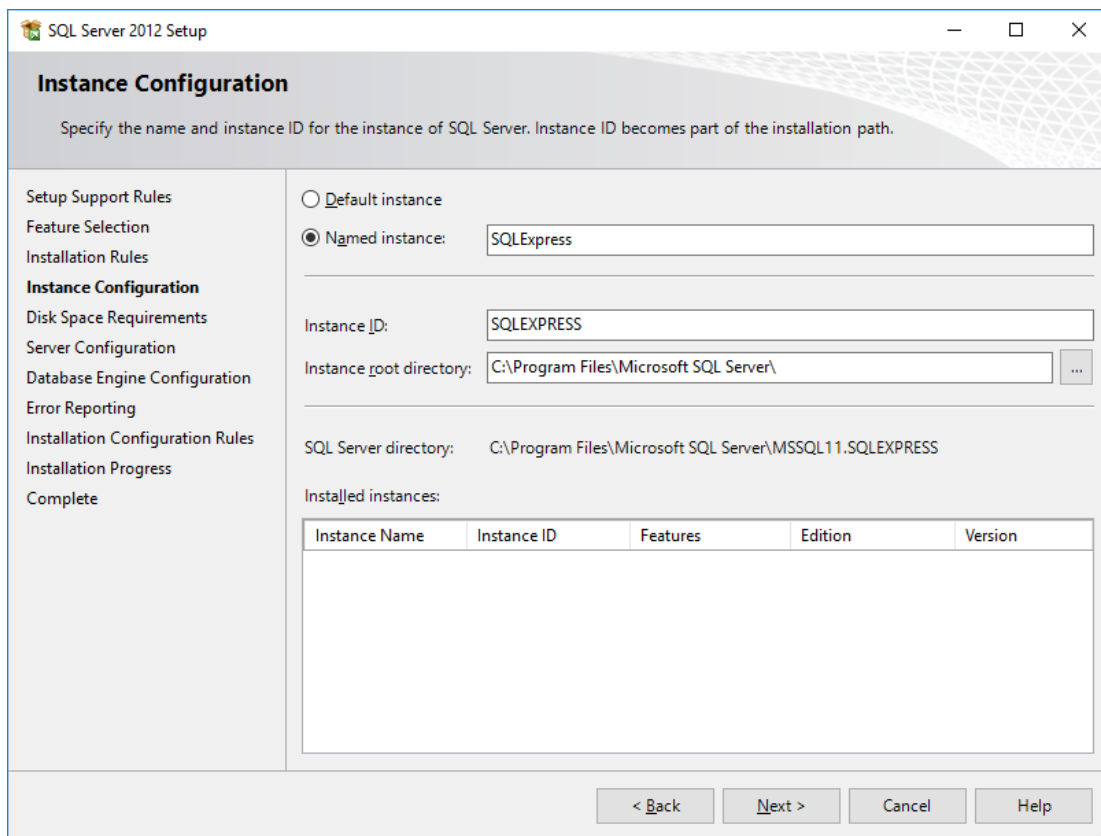 SQL Server 2012 Setup
Instance Configuration
Specify the name and instance ID for the instance of SQL Server. Instance ID becomes part of the installation path.
Setup Support Rules
Feature Selection
Installation Rules
Instance Configuration
Disk Space Requirements
Server Configuration
Database Engine Configuration
Error Reporting
Installation Configuration Rules
Installation Progress
Complete
Default instance
Named instance: SQLExpress
Instance ID: SQLEXPRESS
Instance root directory: C:\Program Files\Microsoft SQL Server\ ...
SQL Server directory: C:\Program Files\Microsoft SQL Server\MSSQL11.SQLEXPRESS
Installed instances:
Instance Name Instance ID Features Edition Version
< Back Next > Cancel Help